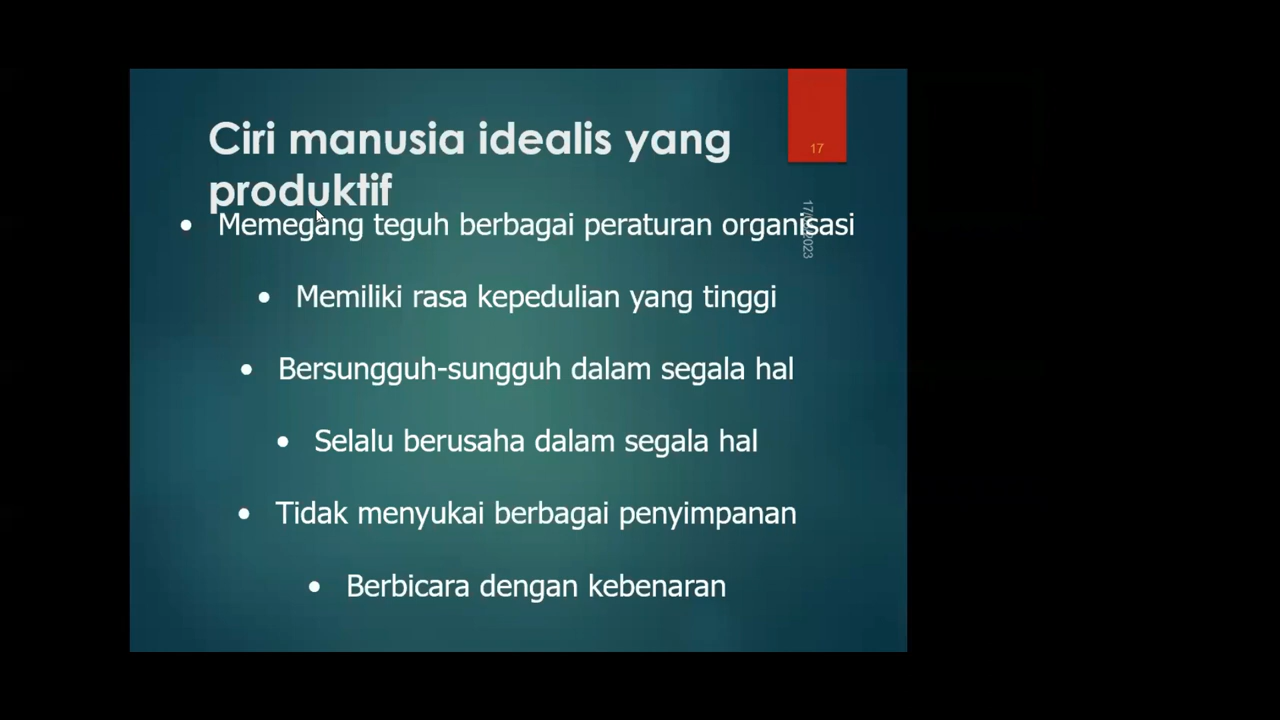 Ciri manusia idealis yang
produktif
17
• Memegang teguh berbagai peraturan organisasi
• Memiliki rasa kepedulian yang tinggi
• Bersungguh-sungguh dalam segala hal
• Selalu berusaha dalam segala hal
• Tidak menyukai berbagai penyimpanan
• Berbicara dengan kebenaran